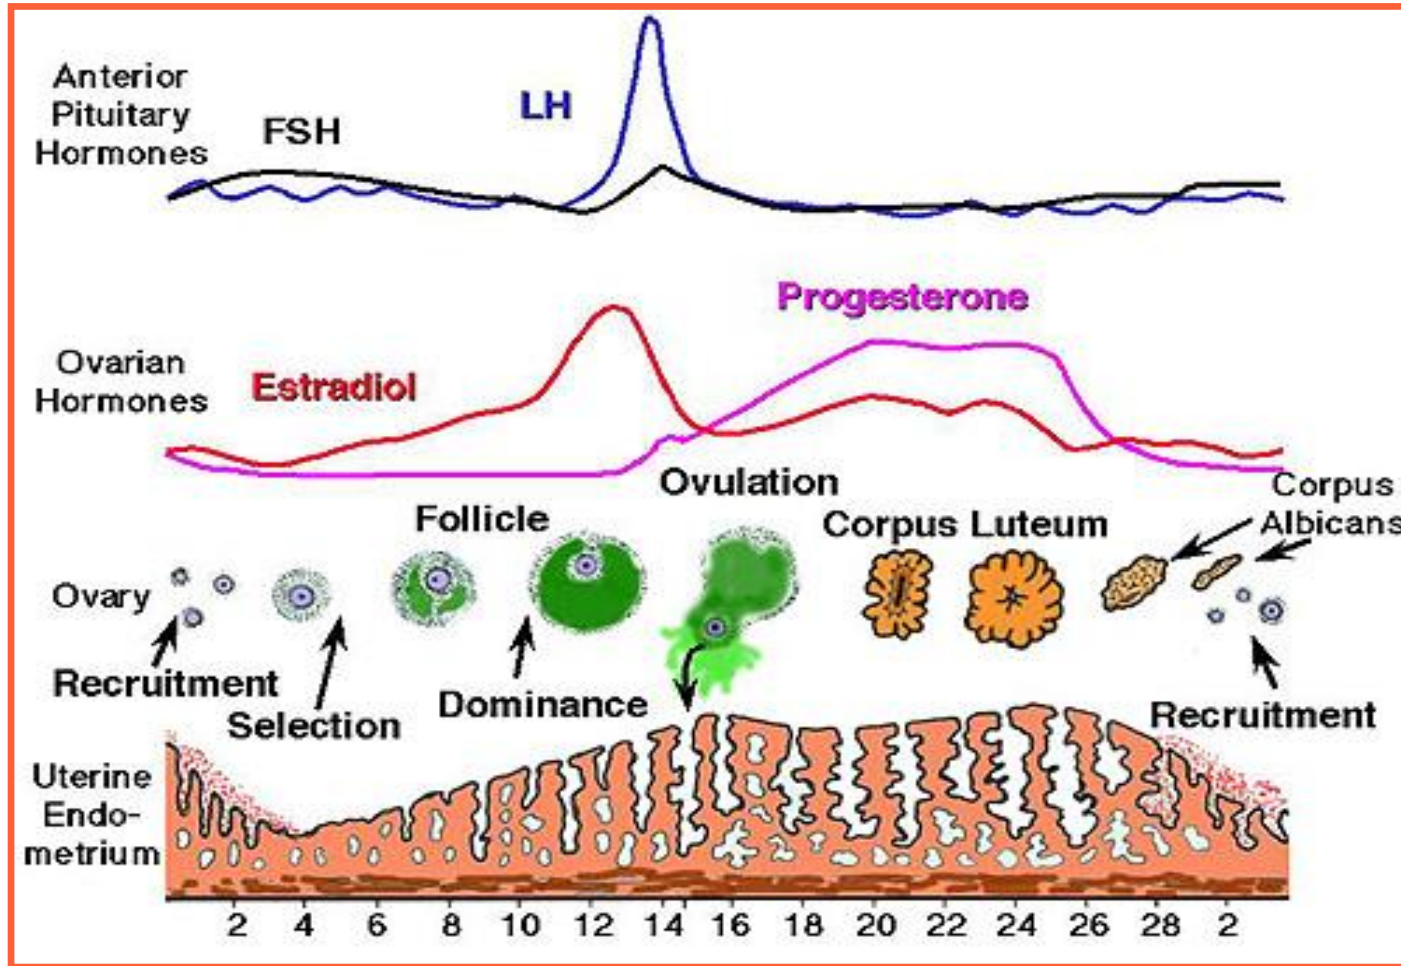 Anterior
Pituitary
Hormones
FSH
LH
Progesterone
Ovarian
Hormones
Estradiol
Ovulation
Follicle
Corpus Luteum
Corpus
Albicans
Ovary
Recruitment
Selection
Dominance
Recruitment
Uterine
Endo-
metrium
2 4 6 8 10 12 14 16 18 20 22 24 26 28 2